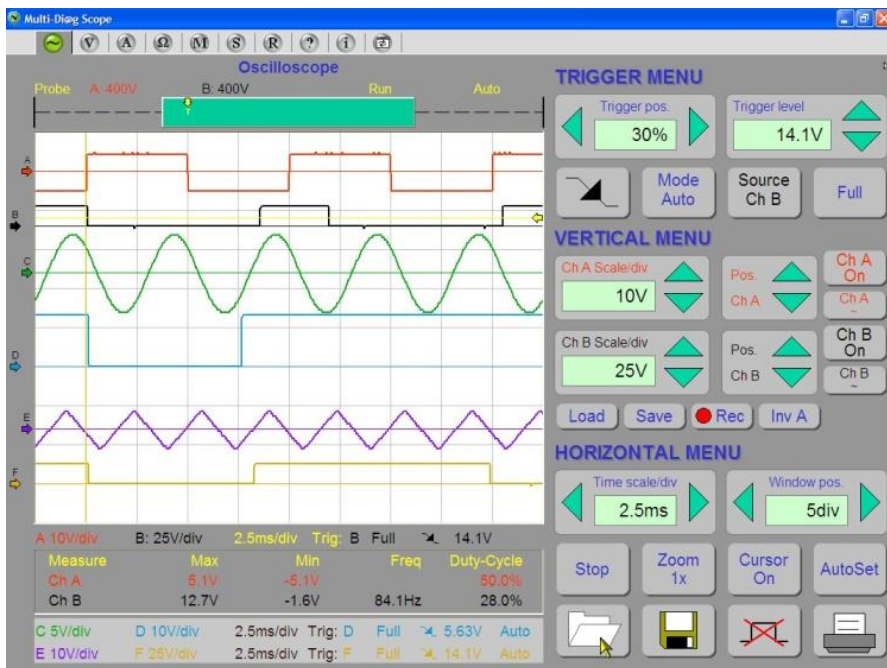 Multi-Diag Scope
V A Ω M S R ? i
Oscilloscope
Probe A: 400V B: 400V Run Auto
A
B
C
D
E
F
A 10V/div B: 25V/div 2.5ms/div Trig: B Full 14.1V
Measure Max Min Freq Duty-Cycle
Ch A 5.1V -5.1V 50.0%
Ch B 12.7V -1.6V 84.1Hz 28.0%
C 5V/div D 10V/div 2.5ms/div Trig: D Full 5.63V Auto
E 10V/div F 25V/div 2.5ms/div Trig: F Full 14.1V Auto
TRIGGER MENU
Trigger pos.
30%
Trigger level
14.1V
Mode
Auto
Source
Ch B
Full
VERTICAL MENU
Ch A Scale/div
10V
Pos.
Ch A
Ch A
On
Ch A
~
Ch B Scale/div
25V
Pos.
Ch B
Ch B
On
Ch B
~
Load Save Rec Inv A
HORIZONTAL MENU
Time scale/div
2.5ms
Window pos.
5div
Stop
Zoom
1x
Cursor
On
AutoSet